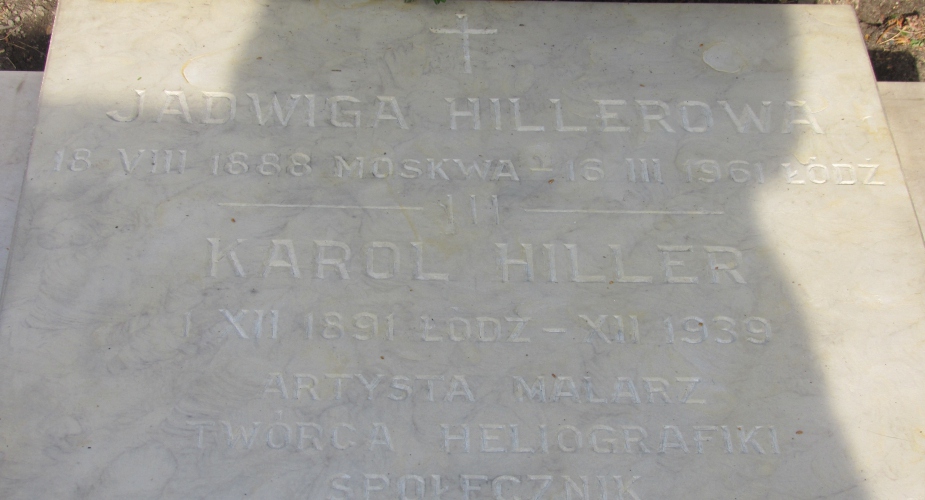 JADWIGA HILLEROWA
18 VIII 1888 MOSKWA – 16 III 1961 ŁÓDŹ
KAROL HILLER
1 XII 1891 ŁÓDŹ – XII 1939
ARTYSTA MALARZ
TWÓRCA HELIOGRAFIKI
SPOŁECZNIK